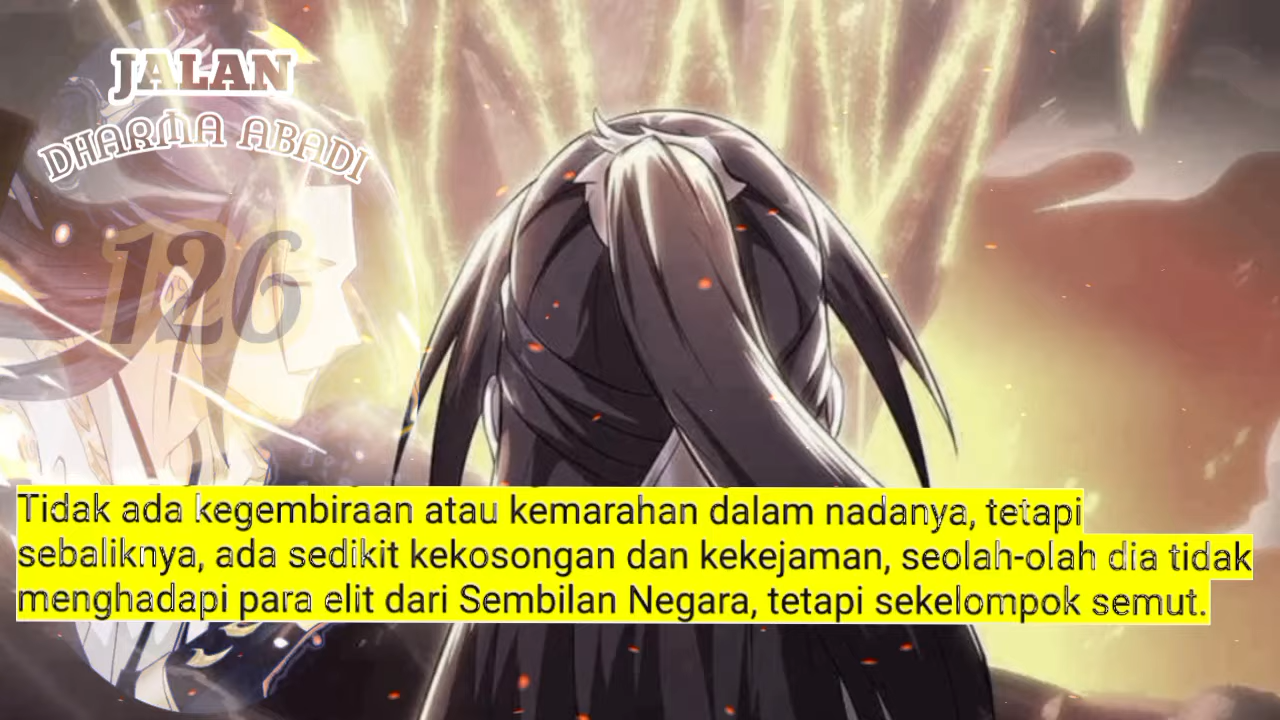 JALAN
DHARMA ABADI
126
Tidak ada kegembiraan atau kemarahan dalam nadanya, tetapi
sebaliknya, ada sedikit kekosongan dan kekejaman, seolah-olah dia tidak
menghadapi para elit dari Sembilan Negara, tetapi sekelompok semut.